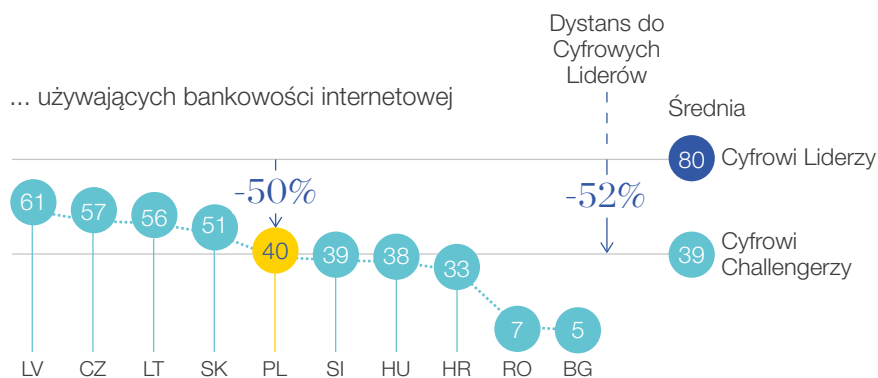 Dystans do
Cyfrowych
Liderów
... używających bankowości internetowej
Średnia
80 Cyfrowi Liderzy
-50%
-52%
61 57 56 51 40 39 38 33 7 5
39 Cyfrowi
Challengerzy
LV CZ LT SK PL SI HU HR RO BG